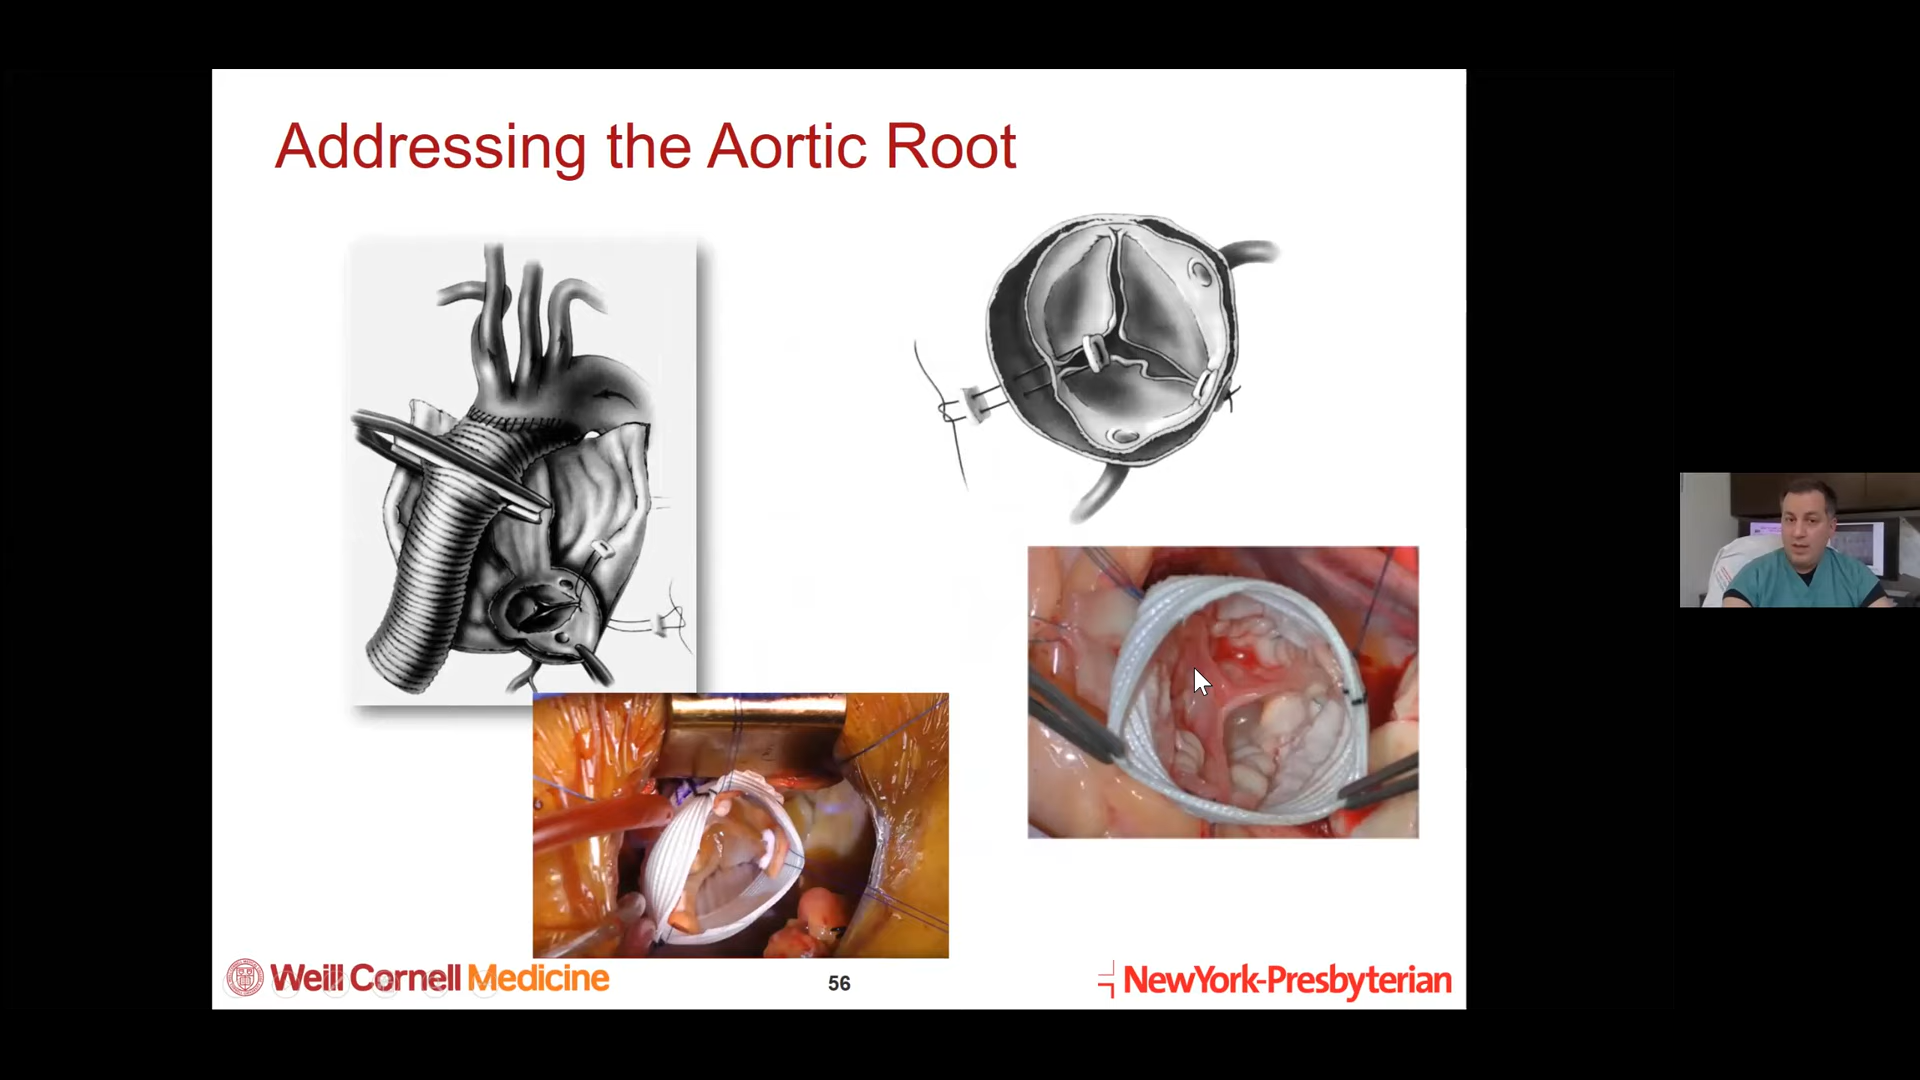 Addressing the Aortic Root
Weill Cornell Medicine
56
NewYork-Presbyterian